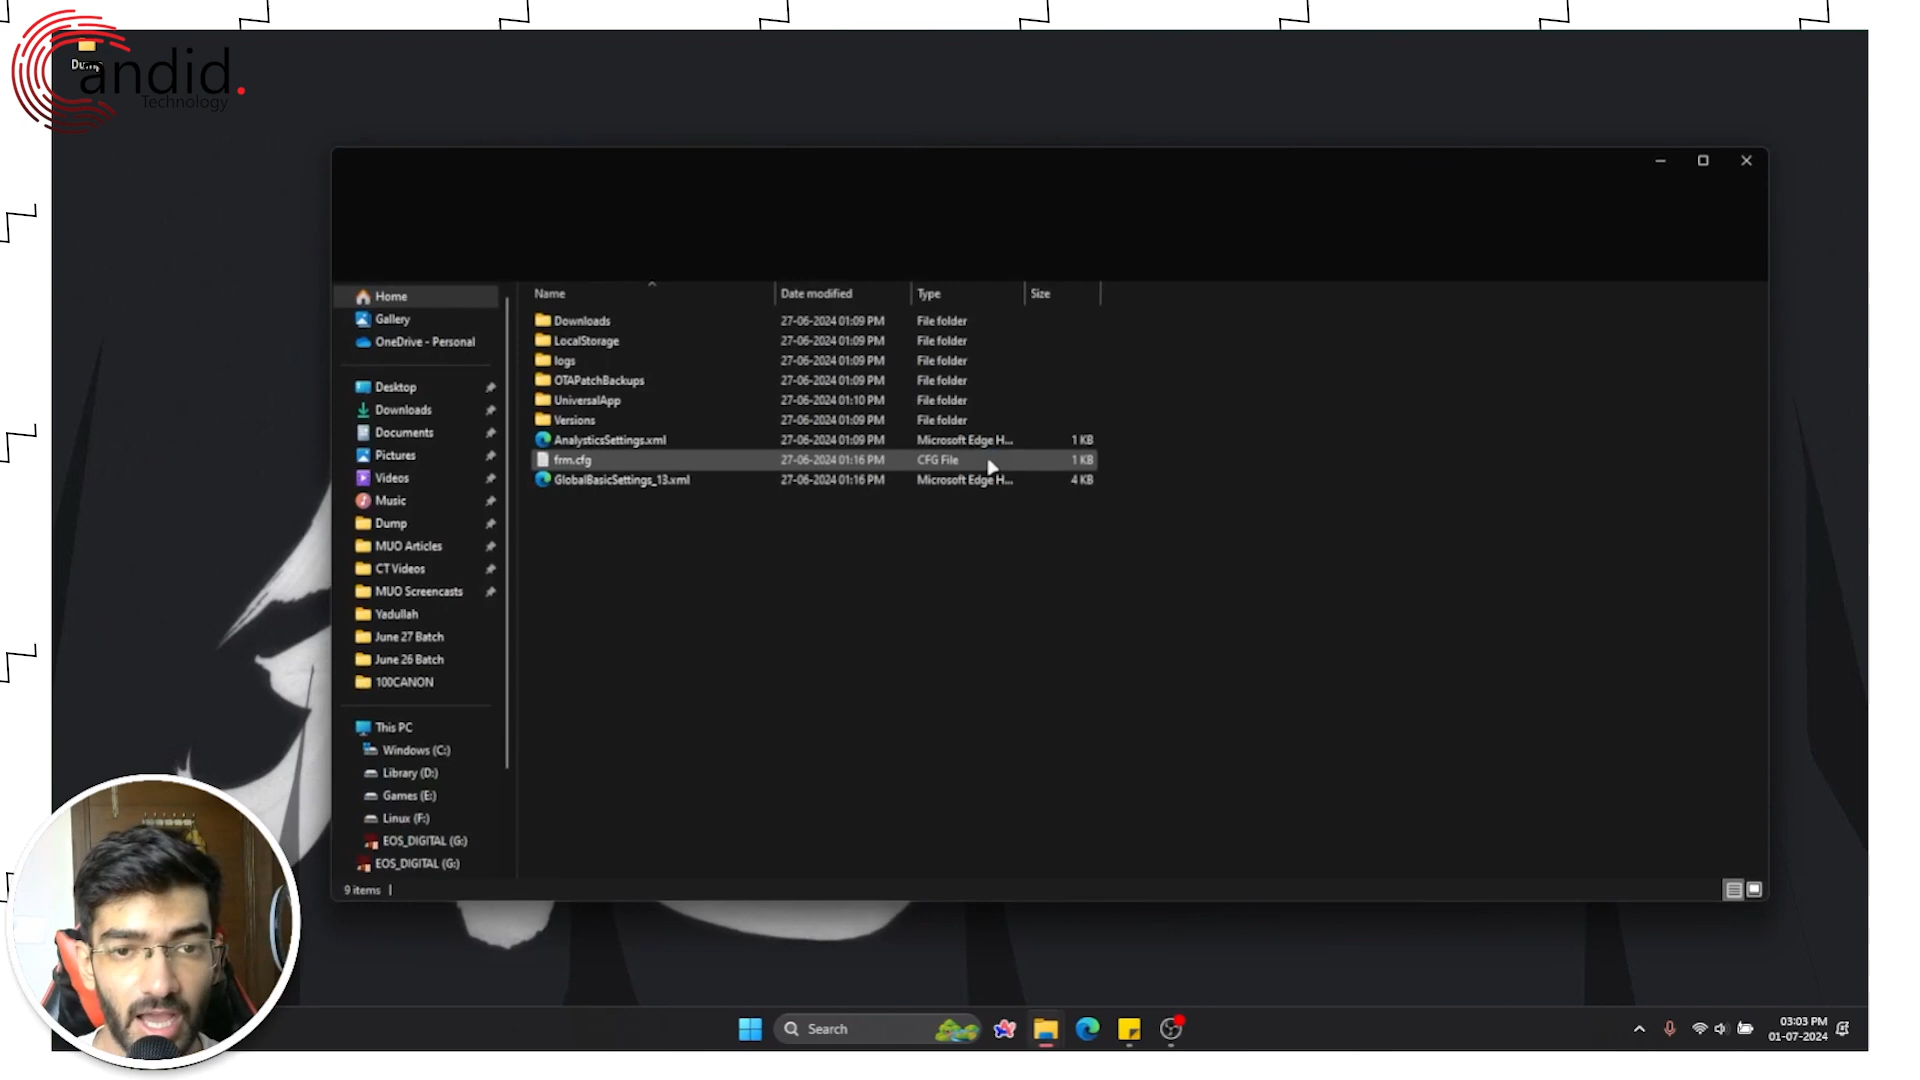 Dump
andid.
Technology
Name Date modified Type Size
Home
Gallery
OneDrive - Personal
Desktop
Downloads
Documents
Pictures
Videos
Music
Dump
MUO Articles
CT Videos
MUO Screencasts
Yadullah
June 27 Batch
June 26 Batch
100CANON
This PC
Windows (C:)
Library (D:)
Games (E:)
Linux (F:)
EOS_DIGITAL (G:)
EOS_DIGITAL (G:)
Downloads 27-06-2024 01:09 PM File folder
LocalStorage 27-06-2024 01:09 PM File folder
logs 27-06-2024 01:09 PM File folder
OTAPatchBackups 27-06-2024 01:09 PM File folder
UniversalApp 27-06-2024 01:10 PM File folder
Versions 27-06-2024 01:09 PM File folder
AnalysticsSettings.xml 27-06-2024 01:09 PM Microsoft Edge H... 1 KB
frm.cfg 27-06-2024 01:16 PM CFG File 1 KB
GlobalBasicSettings_13.xml 27-06-2024 01:16 PM Microsoft Edge H... 4 KB
9 items
Search
03:03 PM
01-07-2024